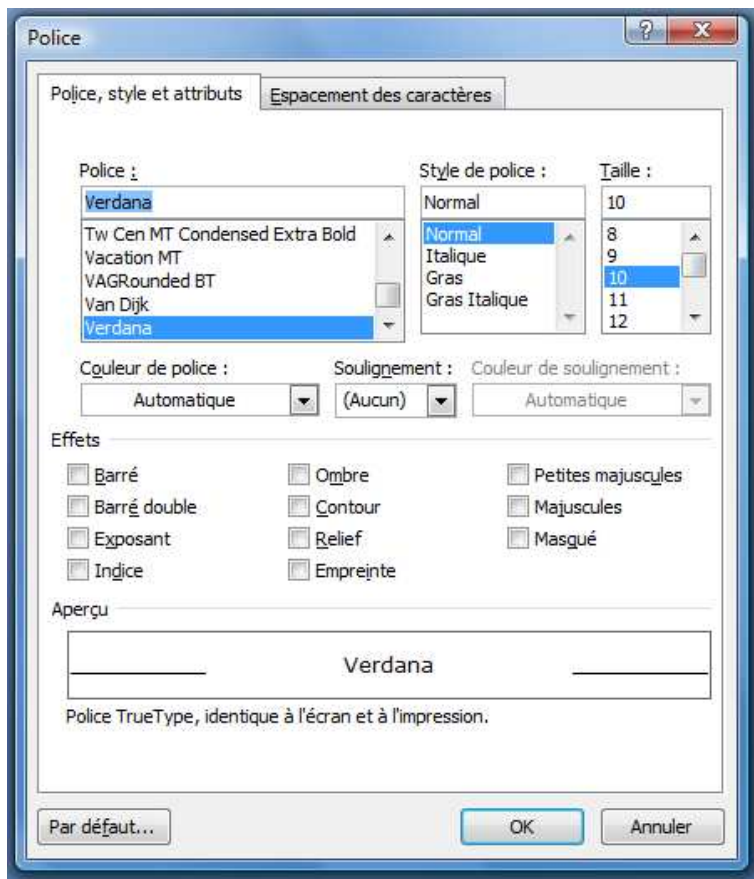 Police
Police, style et attributs Espacement des caractères
Police : Style de police : Taille :
Verdana Normal 10
Tw Cen MT Condensed Extra Bold Normal 8
Vacation MT Italique 9
VAGRounded BT Gras 10
Van Dijk Gras Italique 11
Verdana 12
Couleur de police : Soulignement : Couleur de soulignement :
Automatique (Aucun) Automatique
Effets
Barré Ombre Petites majuscules
Barré double Contour Majuscules
Exposant Relief Masqué
Indice Empreinte
Aperçu
Verdana
Police TrueType, identique à l'écran et à l'impression.
Par défaut... OK Annuler